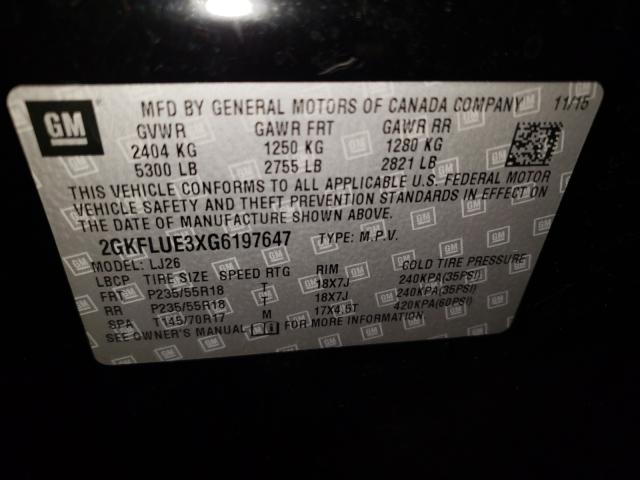 GM
MFD BY GENERAL MOTORS OF CANADA COMPANY 11/15
GVWR GAWR FRT GAWR RR
2404 KG 1250 KG 1280 KG
5300 LB 2755 LB 2821 LB
THIS VEHICLE CONFORMS TO ALL APPLICABLE U.S. FEDERAL MOTOR
VEHICLE SAFETY AND THEFT PREVENTION STANDARDS IN EFFECT ON
THE DATE OF MANUFACTURE SHOWN ABOVE.
2GKFLUE3XG6197647 TYPE: M.P.V.
MODEL: LJ26
LBCP TIRE SIZE SPEED RTG RIM COLD TIRE PRESSURE
FRT P235/55R18 T 18X7J 240KPA(35PSI)
RR P235/55R18 T 18X7J 240KPA(35PSI)
SPA T145/70R17 M 17X4.5T 420KPA(60PSI)
SEE OWNER'S MANUAL FOR MORE INFORMATION.